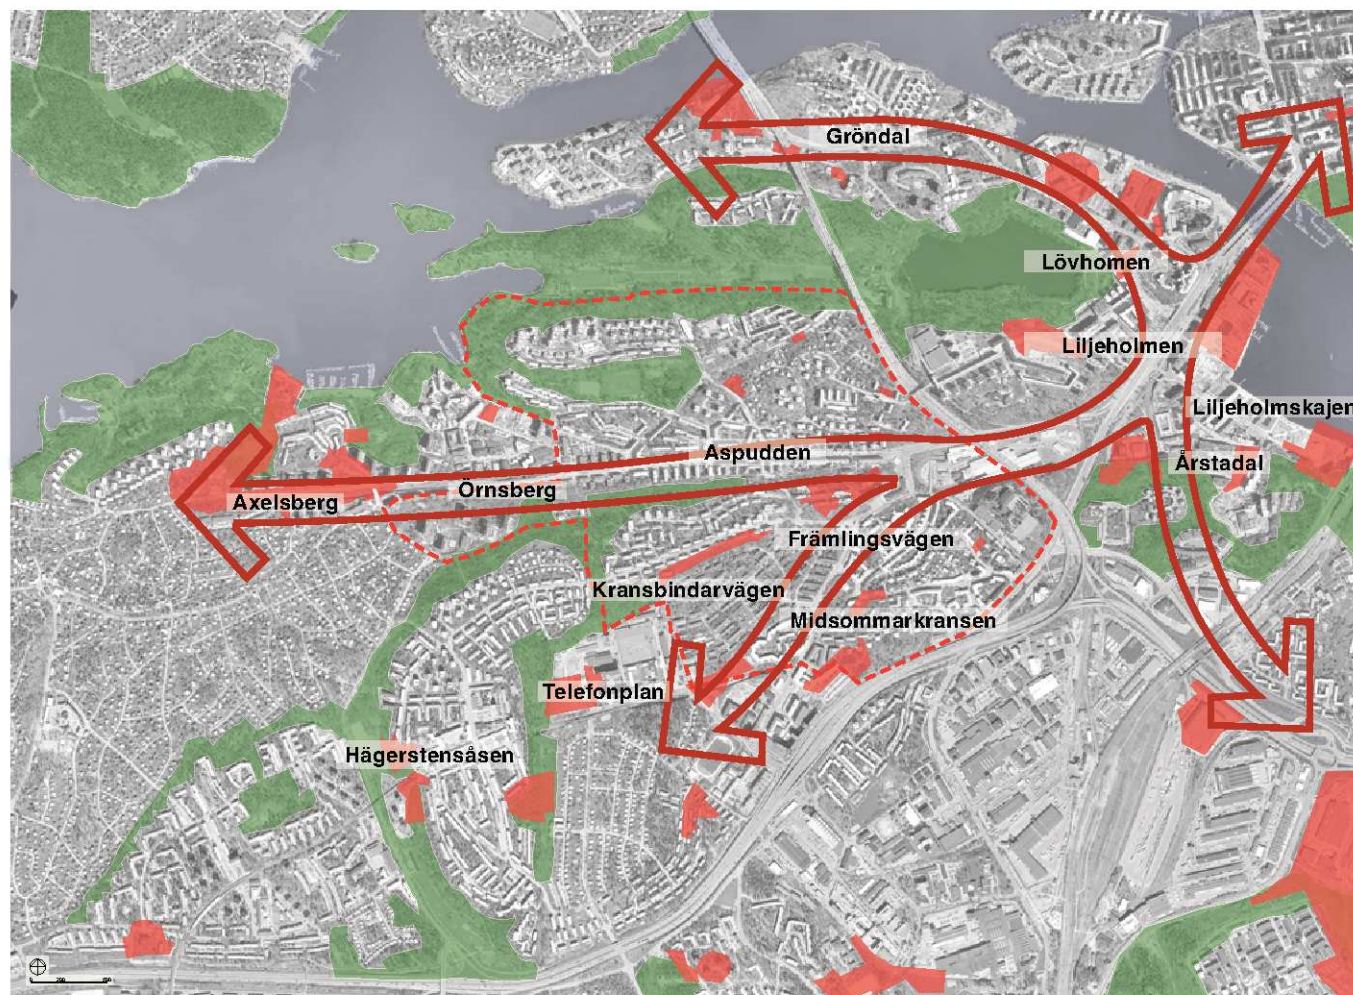 Gröndal
Lövhomen
Liljeholmen
Liljeholmskajen
Aspudden
Årstadal
Örnsberg
Axelsberg
Främlingsvägen
Kransbindarvägen
Midsommarkransen
Telefonplan
Hägerstensåsen